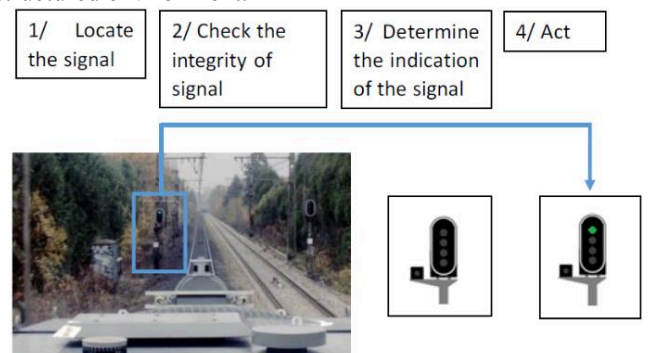 1/ Locate
the signal
2/ Check the
integrity of
signal
3/ Determine
the indication
of the signal
4/ Act